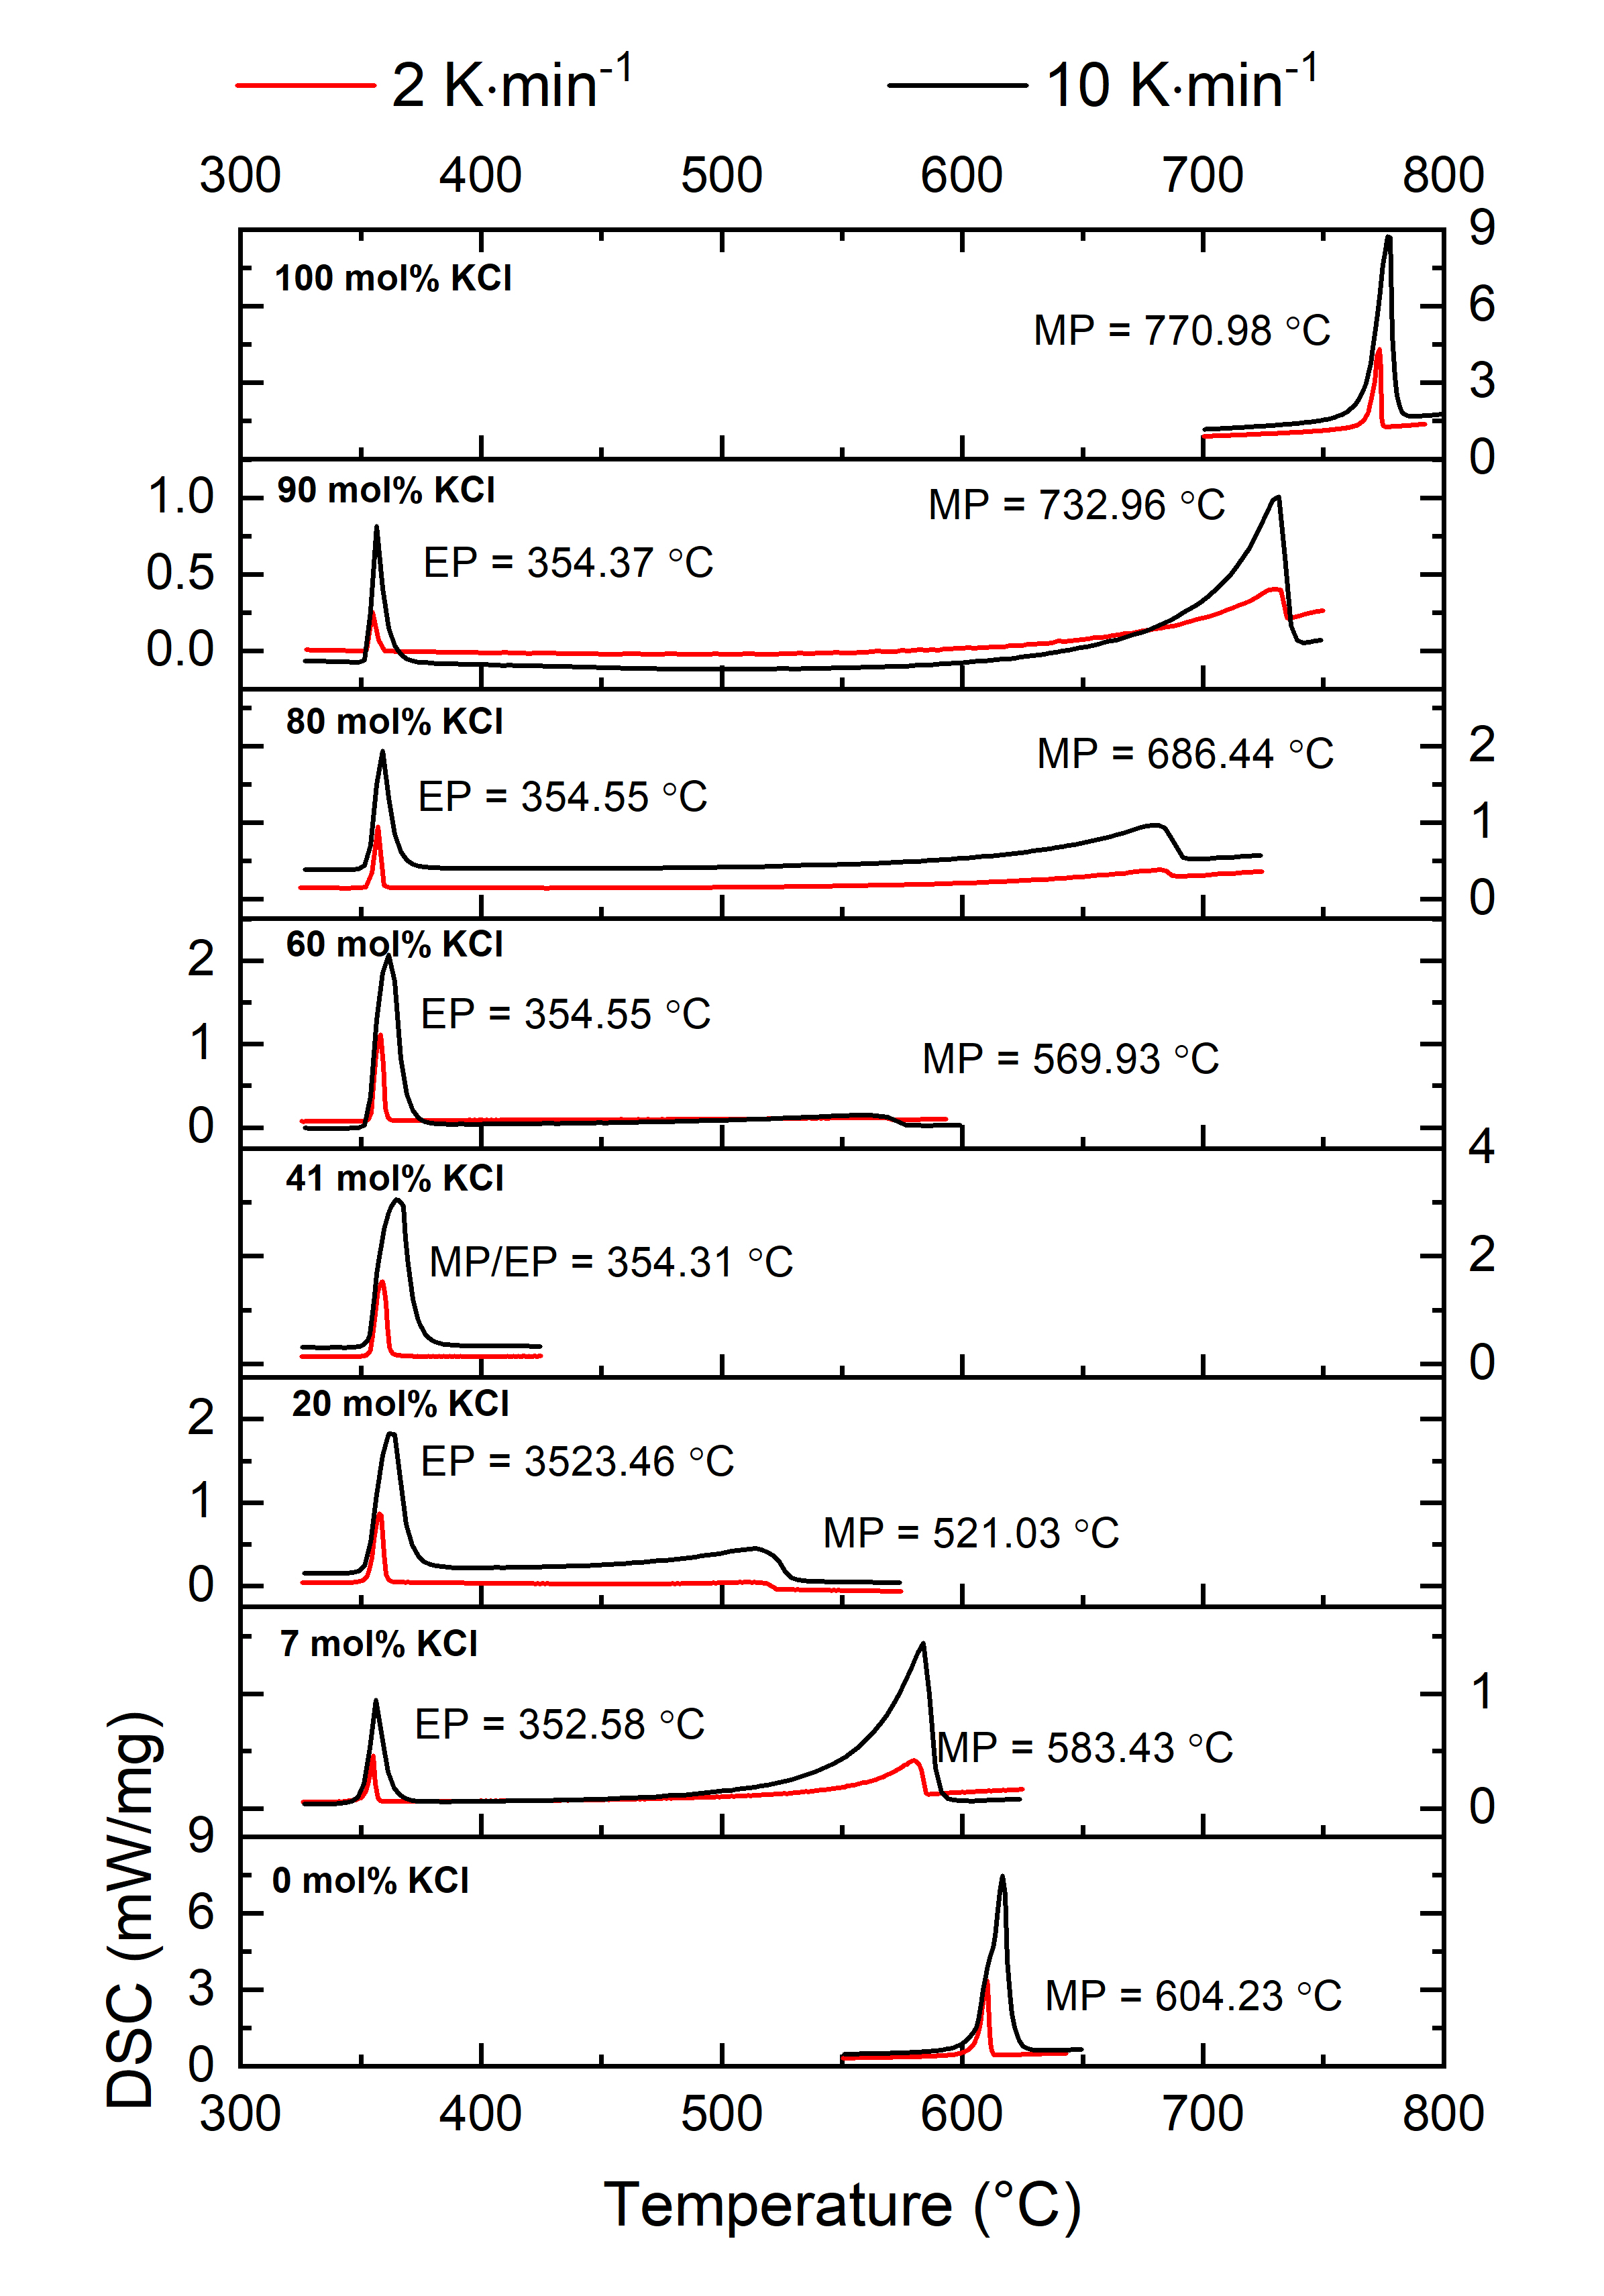 2 K·min-1 10 K·min-1
300 400 500 600 700 800
9
100 mol% KCl
6
MP = 770.98 °C
3
0
90 mol% KCl
1.0
MP = 732.96 °C
0.5
EP = 354.37 °C
0.0
80 mol% KCl
2
MP = 686.44 °C
EP = 354.55 °C
1
0
60 mol% KCl
2
EP = 354.55 °C
1
MP = 569.93 °C
0
4
41 mol% KCl
MP/EP = 354.31 °C
2
0
20 mol% KCl
2
EP = 3523.46 °C
1
MP = 521.03 °C
0
7 mol% KCl
1
EP = 352.58 °C
MP = 583.43 °C
0
9
0 mol% KCl
6
3
MP = 604.23 °C
0
DSC (mW/mg)
300 400 500 600 700 800
Temperature (°C)